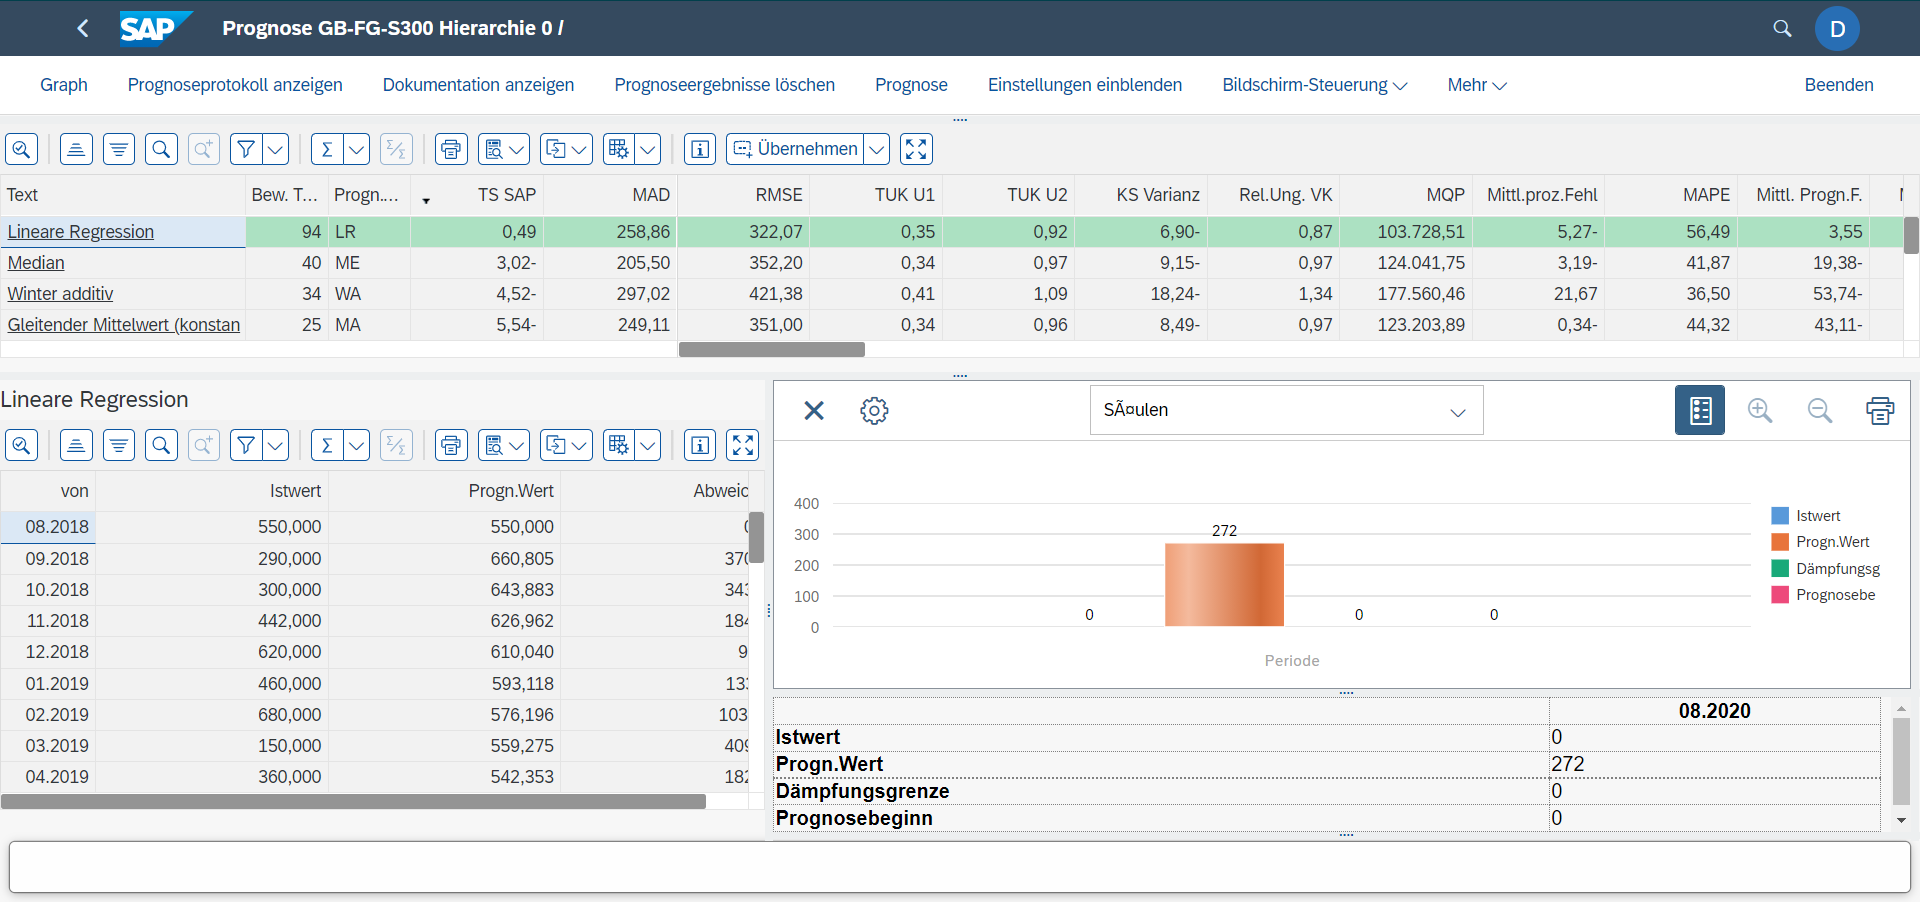 SAP Prognose GB-FG-S300 Hierarchie 0 / D
Graph Prognoseprotokoll anzeigen Dokumentation anzeigen Prognoseergebnisse löschen Prognose Einstellungen einblenden Bildschirm-Steuerung Mehr Beenden
Übernehmen
Text Bew. T... Progn.... TS SAP MAD RMSE TUK U1 TUK U2 KS Varianz Rel.Ung. VK MQP Mittl.proz.Fehl MAPE Mittl. Progn.F.
Lineare Regression 94 LR 0,49 258,86 322,07 0,35 0,92 6,90- 0,87 103.728,51 5,27- 56,49 3,55
Median 40 ME 3,02- 205,50 352,20 0,34 0,97 9,15- 0,97 124.041,75 3,19- 41,87 19,38-
Winter additiv 34 WA 4,52- 297,02 421,38 0,41 1,09 18,24- 1,34 177.560,46 21,67 36,50 53,74-
Gleitender Mittelwert (konstan 25 MA 5,54- 249,11 351,00 0,34 0,96 8,49- 0,97 123.203,89 0,34- 44,32 43,11-
Lineare Regression
von Istwert Progn.Wert Abweic
08.2018 550,000 550,000
09.2018 290,000 660,805 370
10.2018 300,000 643,883 343
11.2018 442,000 626,962 184
12.2018 620,000 610,040 9
01.2019 460,000 593,118 133
02.2019 680,000 576,196 103
03.2019 150,000 559,275 409
04.2019 360,000 542,353 182
SÃ¤ulen
400
300
200
100
0
0
272
0
0
Periode
Istwert
Progn.Wert
Dämpfungsg
Prognosebe
08.2020
Istwert 0
Progn.Wert 272
Dämpfungsgrenze 0
Prognosebeginn 0